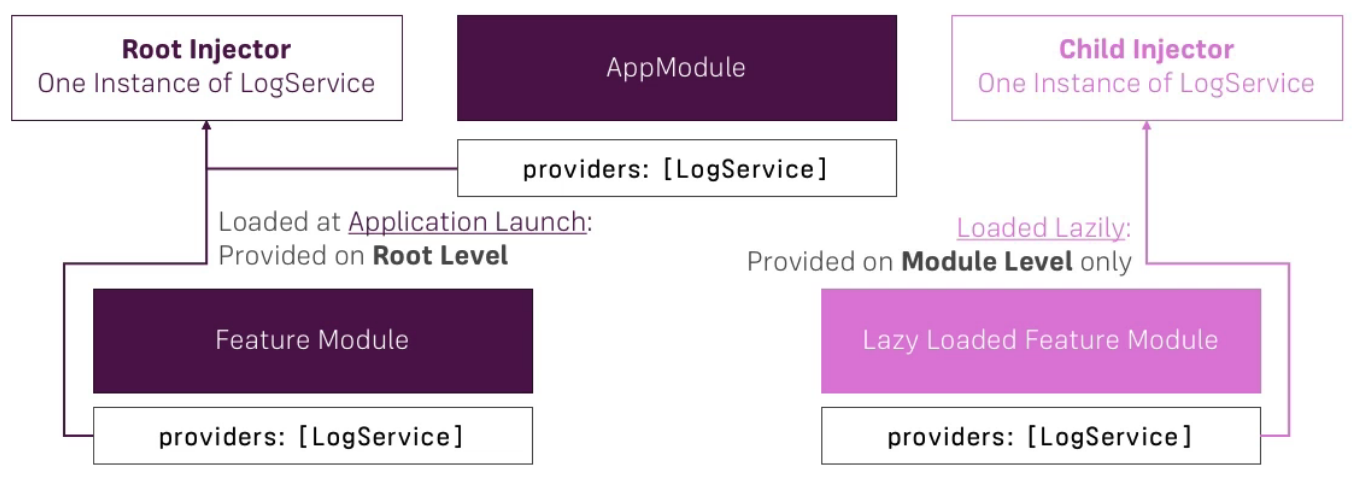 Root Injector
One Instance of LogService
AppModule
Child Injector
One Instance of LogService
providers: [LogService]
Loaded at Application Launch:
Provided on Root Level
Loaded Lazily:
Provided on Module Level only
Feature Module
Lazy Loaded Feature Module
providers: [LogService]
providers: [LogService]